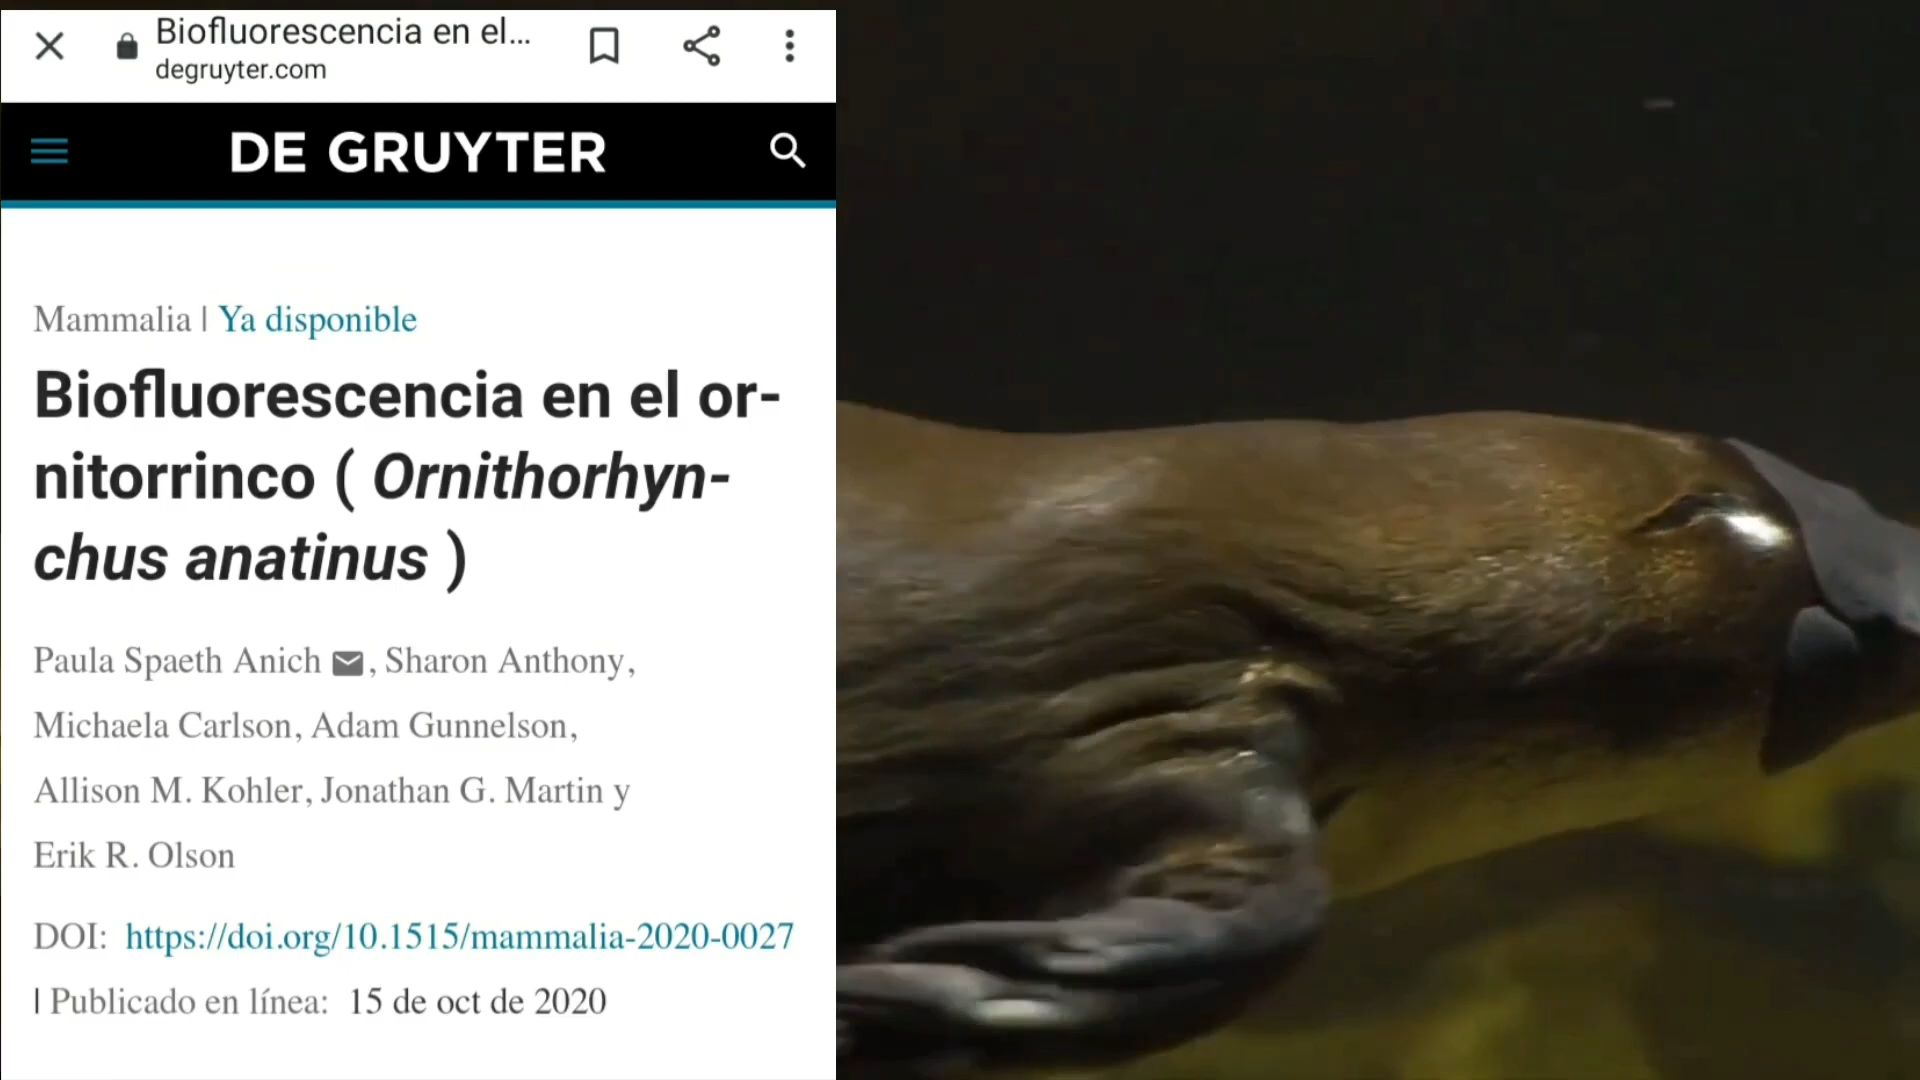 Biofluorescencia en el...
degruyter.com
DE GRUYTER
Mammalia | Ya disponible
Biofluorescencia en el or-
nitorrinco ( Ornithorhyn-
chus anatinus )
Paula Spaeth Anich , Sharon Anthony,
Michaela Carlson, Adam Gunnelson,
Allison M. Kohler, Jonathan G. Martin y
Erik R. Olson
DOI: https://doi.org/10.1515/mammalia-2020-0027
| Publicado en línea: 15 de oct de 2020